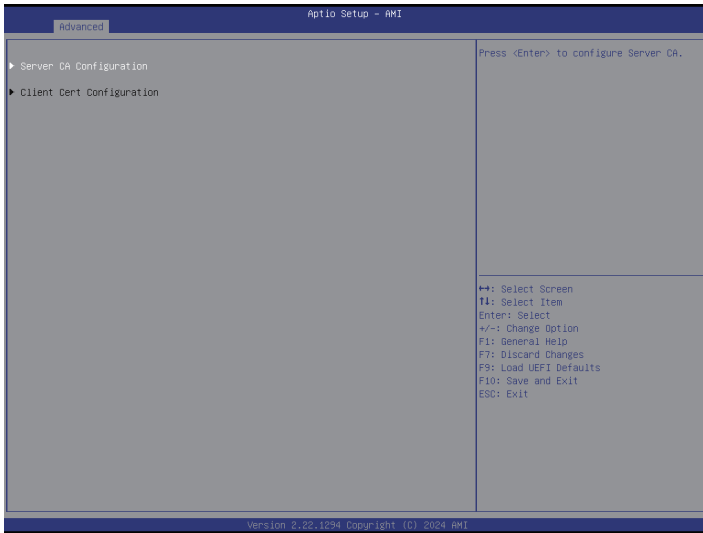 Aptio Setup – AMI
Advanced
▶ Server CA Configuration
▶ Client Cert Configuration
Press <Enter> to configure Server CA.
↔: Select Screen
↑↓: Select Item
Enter: Select
+/-: Change Option
F1: General Help
F7: Discard Changes
F9: Load UEFI Defaults
F10: Save and Exit
ESC: Exit
Version 2.22.1294 Copyright (C) 2024 AMI